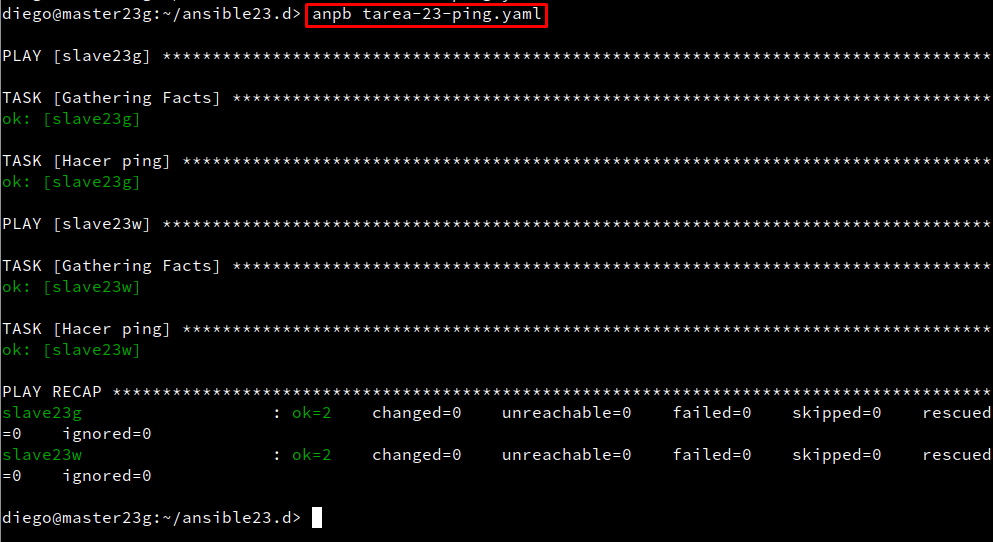 diego@master23g:~/ansible23.d> anpb tarea-23-ping.yaml
PLAY [slave23g] ***********************************************************************************
TASK [Gathering Facts] ****************************************************************************
ok: [slave23g]
TASK [Hacer ping] *********************************************************************************
ok: [slave23g]
PLAY [slave23w] ***********************************************************************************
TASK [Gathering Facts] ****************************************************************************
ok: [slave23w]
TASK [Hacer ping] *********************************************************************************
ok: [slave23w]
PLAY RECAP ****************************************************************************************
slave23g                   : ok=2    changed=0    unreachable=0    failed=0    skipped=0    rescued
=0    ignored=0
slave23w                   : ok=2    changed=0    unreachable=0    failed=0    skipped=0    rescued
=0    ignored=0
diego@master23g:~/ansible23.d>